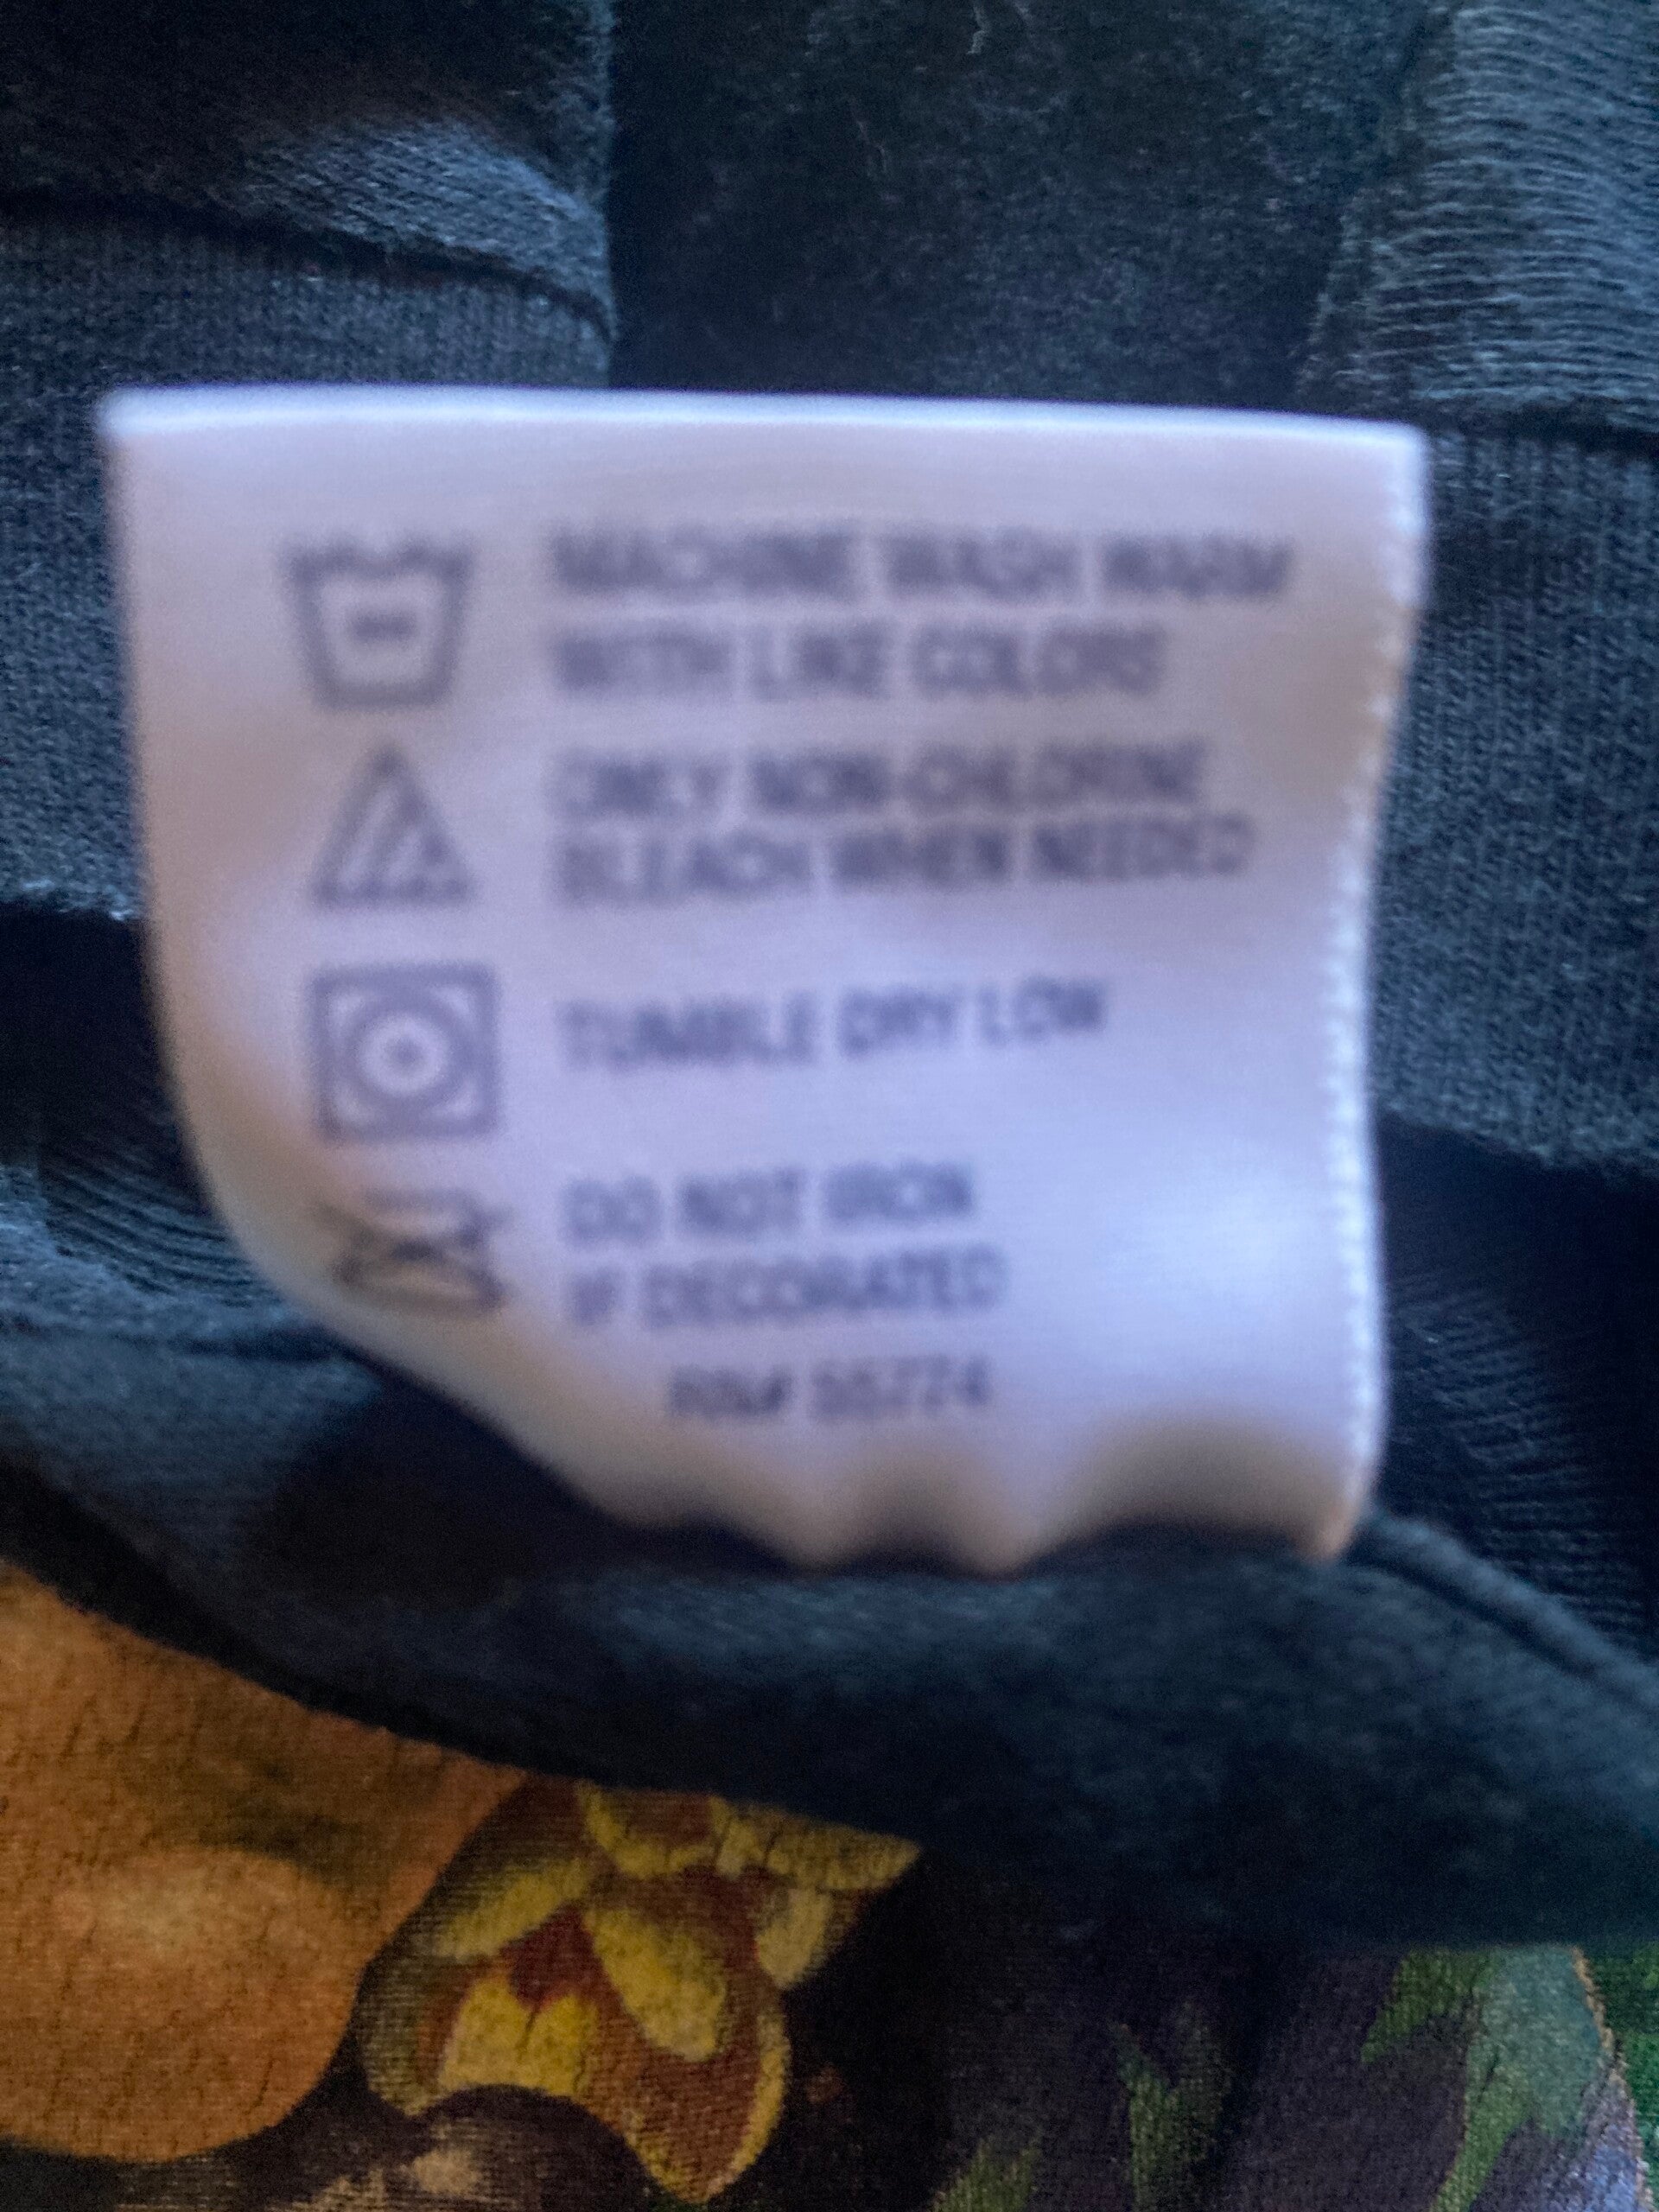 MACHINE WASH WARM
WITH LIKE COLORS
ONLY NON-CHLORINE
BLEACH WHEN NEEDED
TUMBLE DRY LOW
DO NOT IRON
IF DECORATED
RN#